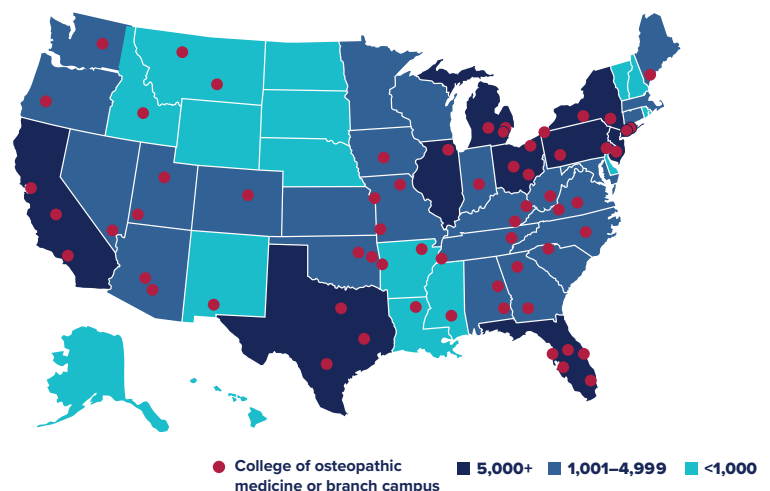 College of osteopathic
medicine or branch campus
5,000+
1,001–4,999
<1,000